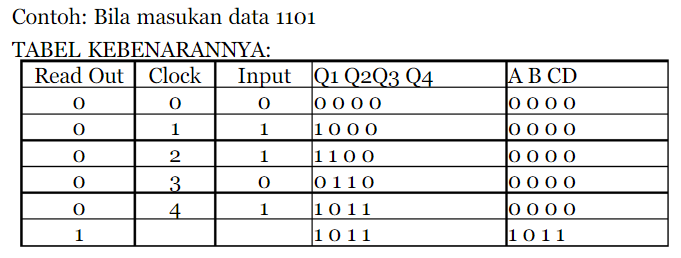 Contoh: Bila masukan data 1101
TABEL KEBENARANNYA:
Read Out Clock Input Q1 Q2Q3 Q4 A B CD
0 0 0 0 0 0 0 0 0 0 0
0 1 1 1 0 0 0 0 0 0 0
0 2 1 1 1 0 0 0 0 0 0
0 3 0 0 1 1 0 0 0 0 0
0 4 1 1 0 1 1 0 0 0 0
1 1 0 1 1 1 0 1 1